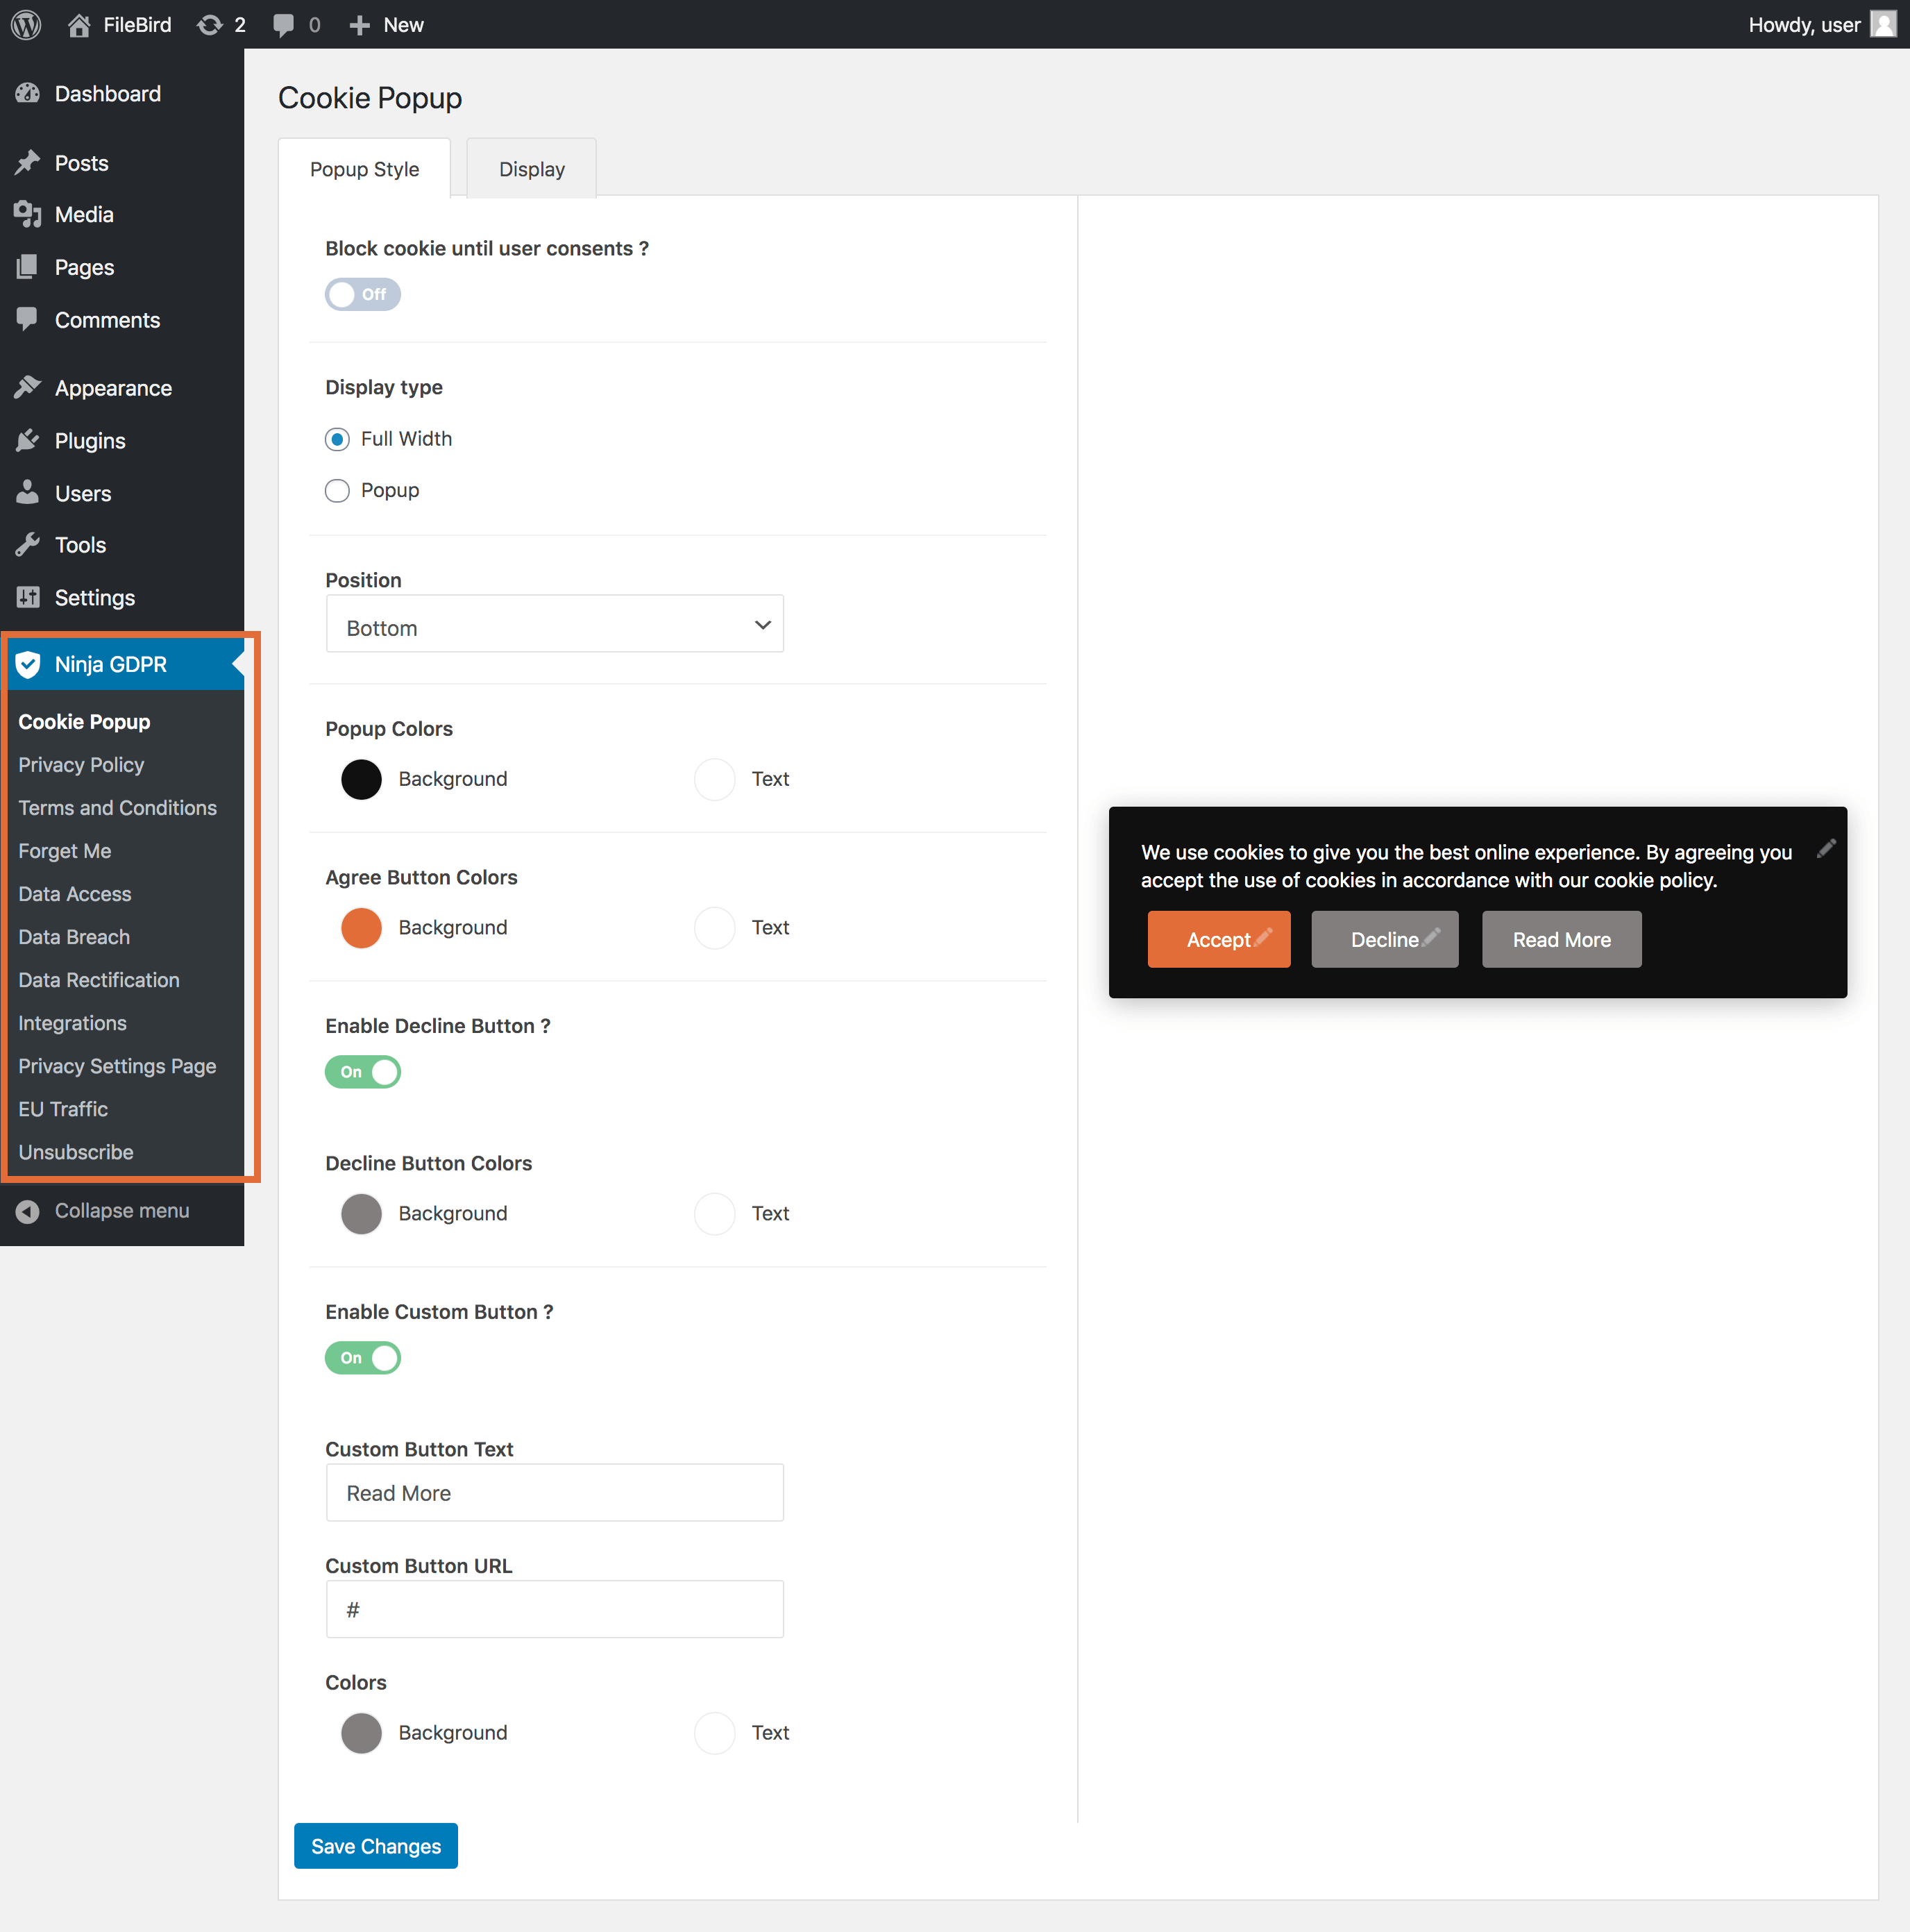 FileBird 2 0 New Howdy, user
Dashboard
Posts
Media
Pages
Comments
Appearance
Plugins
Users
Tools
Settings
Ninja GDPR
Cookie Popup
Privacy Policy
Terms and Conditions
Forget Me
Data Access
Data Breach
Data Rectification
Integrations
Privacy Settings Page
EU Traffic
Unsubscribe
Collapse menu
Cookie Popup
Popup Style Display
Block cookie until user consents ?
Off
Display type
Full Width
Popup
Position
Bottom
Popup Colors
Background Text
Agree Button Colors
Background Text
Enable Decline Button ?
On
Decline Button Colors
Background Text
Enable Custom Button ?
On
Custom Button Text
Read More
Custom Button URL
#
Colors
Background Text
Save Changes
We use cookies to give you the best online experience. By agreeing you
accept the use of cookies in accordance with our cookie policy.
Accept Decline Read More